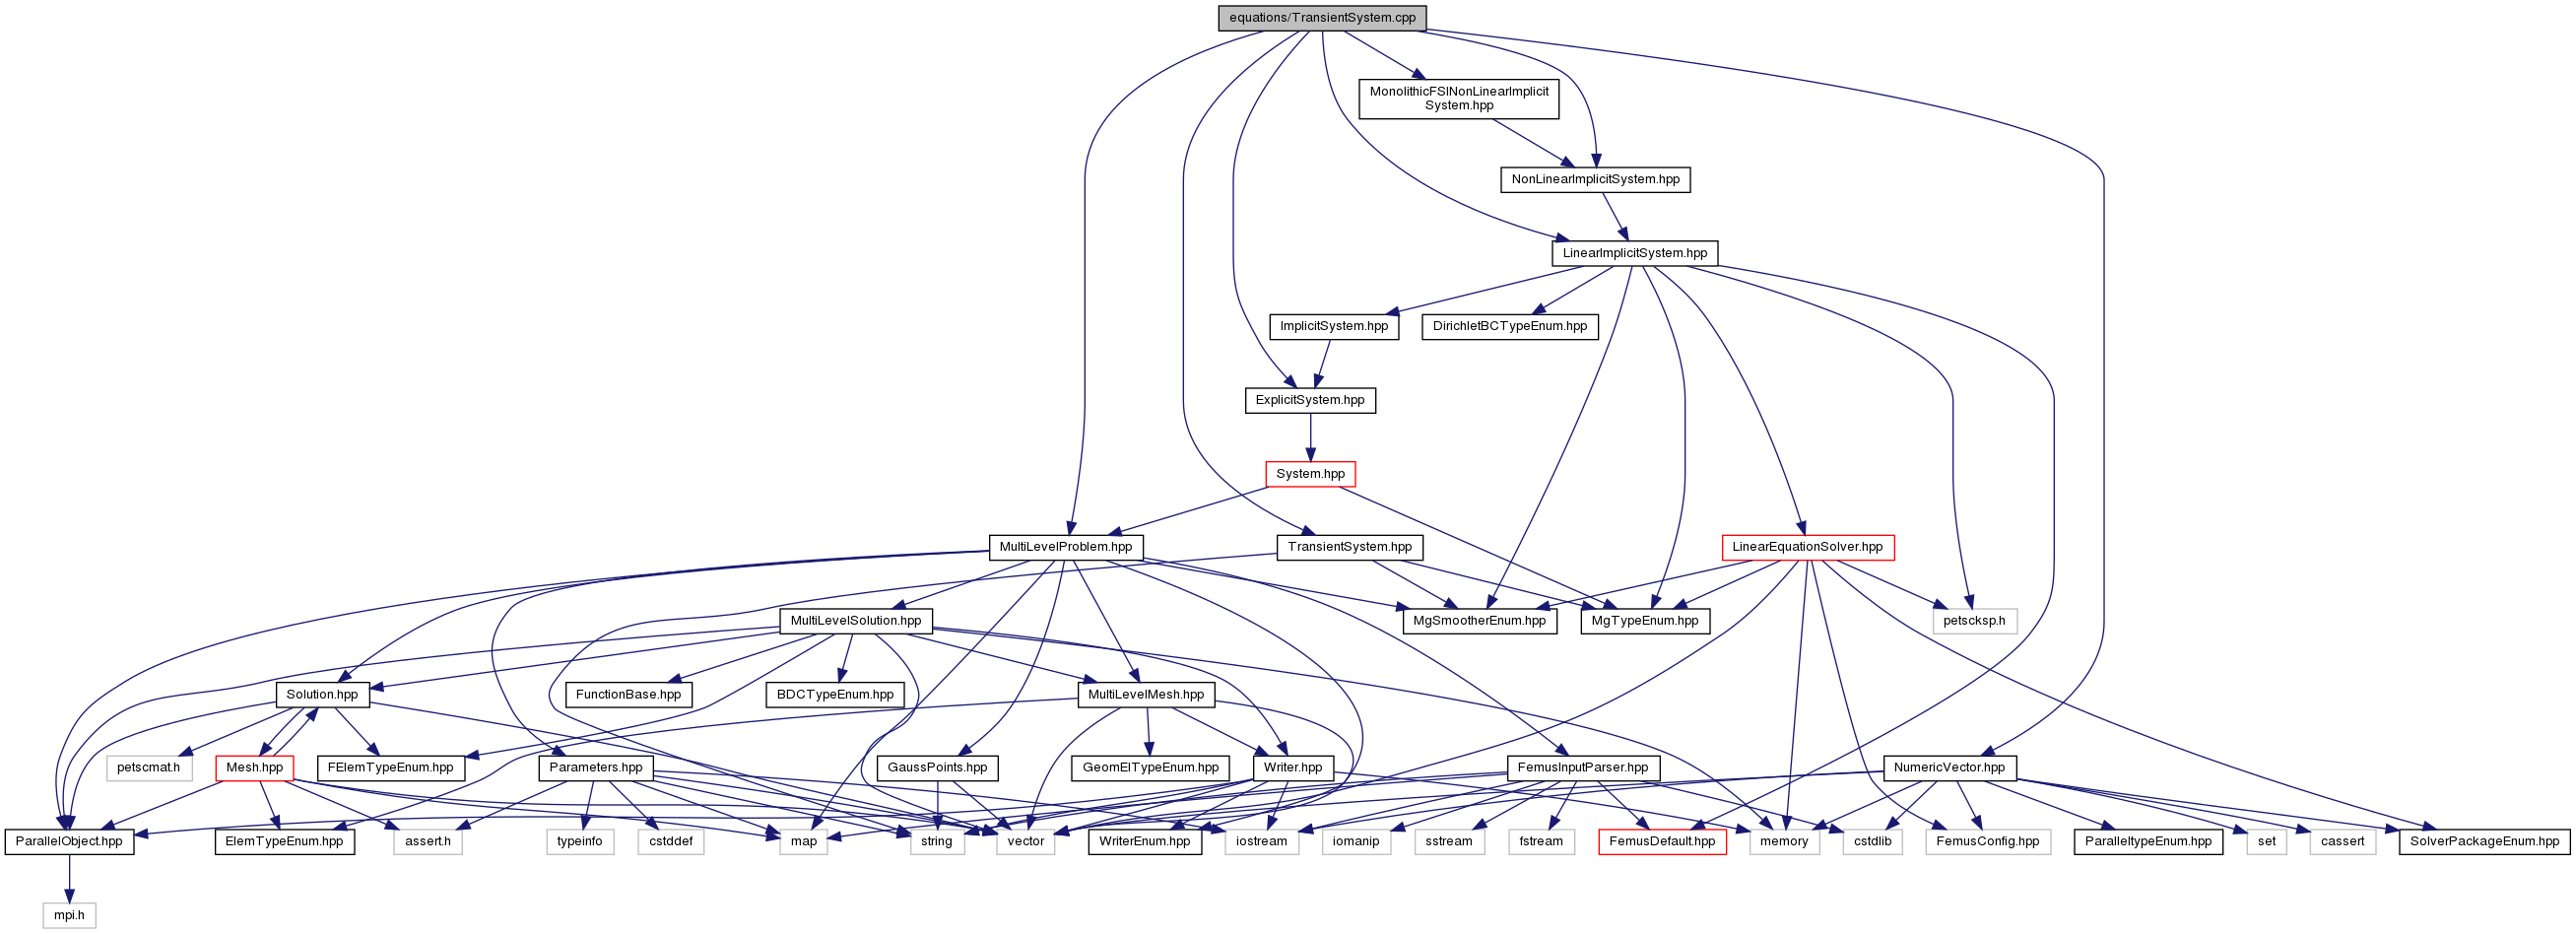 equations/TransientSystem.cpp
MonolithicFSINonLinearImplicit
System.hpp
NonLinearImplicitSystem.hpp
LinearImplicitSystem.hpp
ImplicitSystem.hpp
DirichletBCTypeEnum.hpp
ExplicitSystem.hpp
System.hpp
MultiLevelProblem.hpp
TransientSystem.hpp
LinearEquationSolver.hpp
MultiLevelSolution.hpp
MgSmootherEnum.hpp
MgTypeEnum.hpp
petscksp.h
Solution.hpp
FunctionBase.hpp
BDCTypeEnum.hpp
MultiLevelMesh.hpp
petscmat.h
Mesh.hpp
FElemTypeEnum.hpp
Parameters.hpp
GaussPoints.hpp
GeomElTypeEnum.hpp
Writer.hpp
FemusInputParser.hpp
NumericVector.hpp
ParallelObject.hpp
ElemTypeEnum.hpp
assert.h
typeinfo
cstddef
map
string
vector
WriterEnum.hpp
iostream
iomanip
sstream
fstream
FemusDefault.hpp
memory
cstdlib
FemusConfig.hpp
ParalleltypeEnum.hpp
set
cassert
SolverPackageEnum.hpp
mpi.h